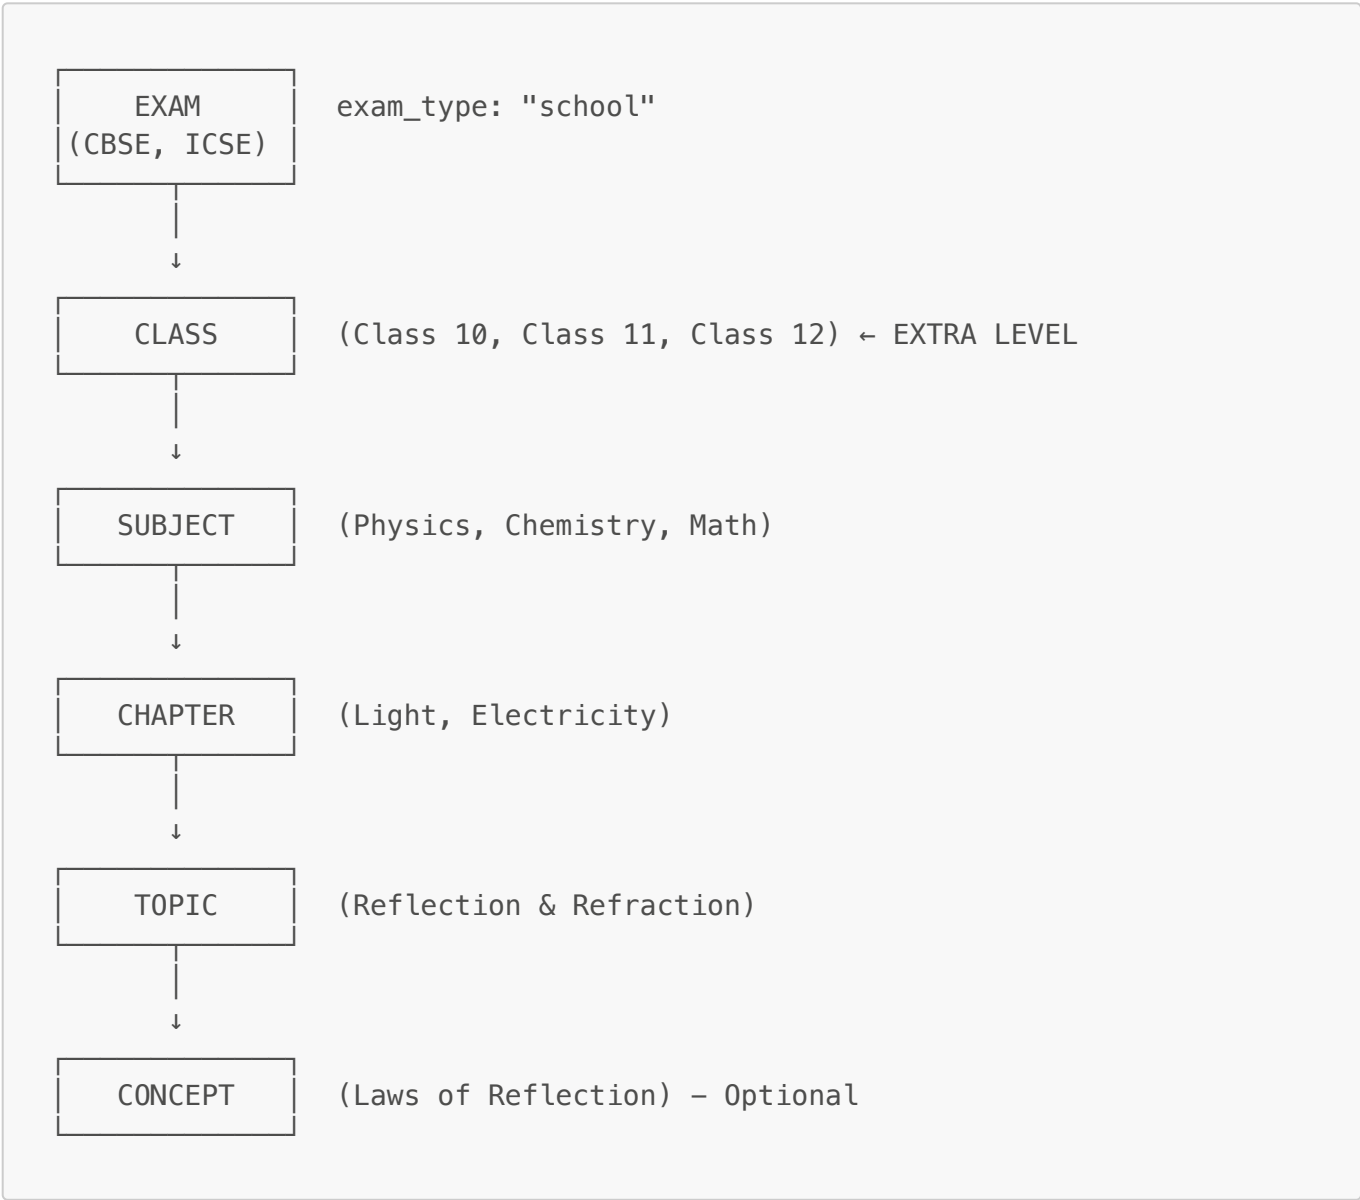 EXAM exam_type: "school"
(CBSE, ICSE)
↓
CLASS (Class 10, Class 11, Class 12) ← EXTRA LEVEL
↓
SUBJECT (Physics, Chemistry, Math)
↓
CHAPTER (Light, Electricity)
↓
TOPIC (Reflection & Refraction)
↓
CONCEPT (Laws of Reflection) – Optional